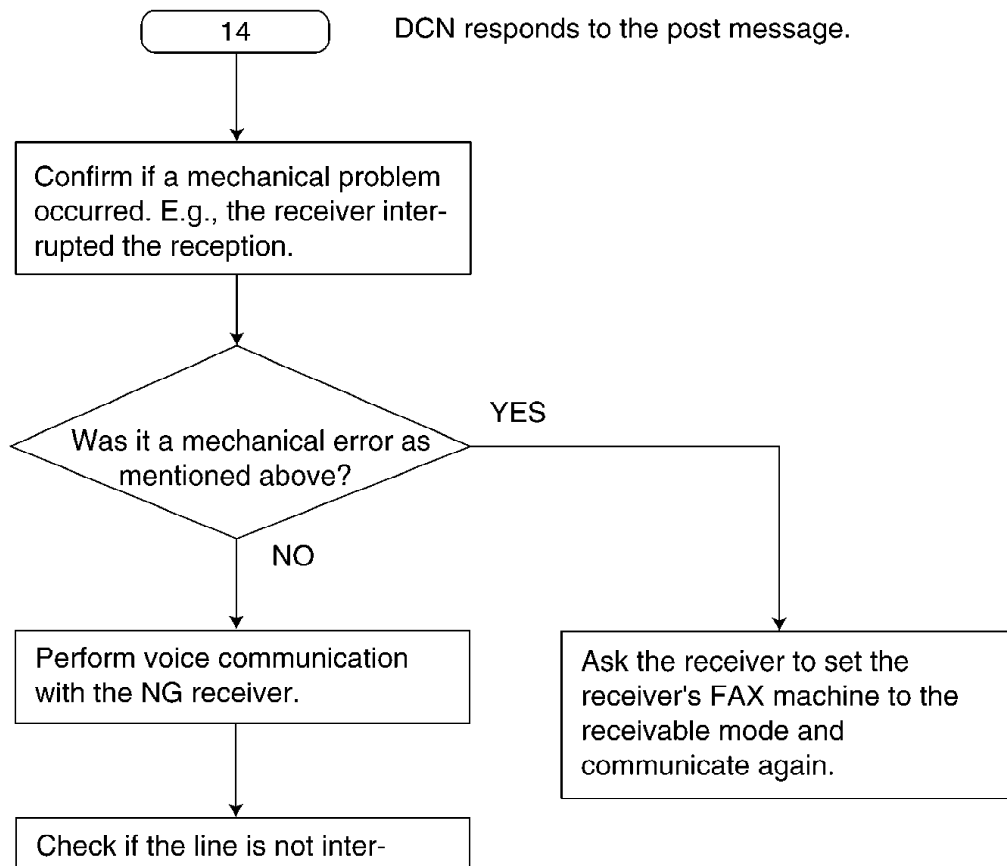 14
DCN responds to the post message.
Confirm if a mechanical problem
occurred. E.g., the receiver inter-
rupted the reception.
Was it a mechanical error as
mentioned above?
YES
NO
Perform voice communication
with the NG receiver.
Ask the receiver to set the
receiver's FAX machine to the
receivable mode and
communicate again.
Check if the line is not inter-